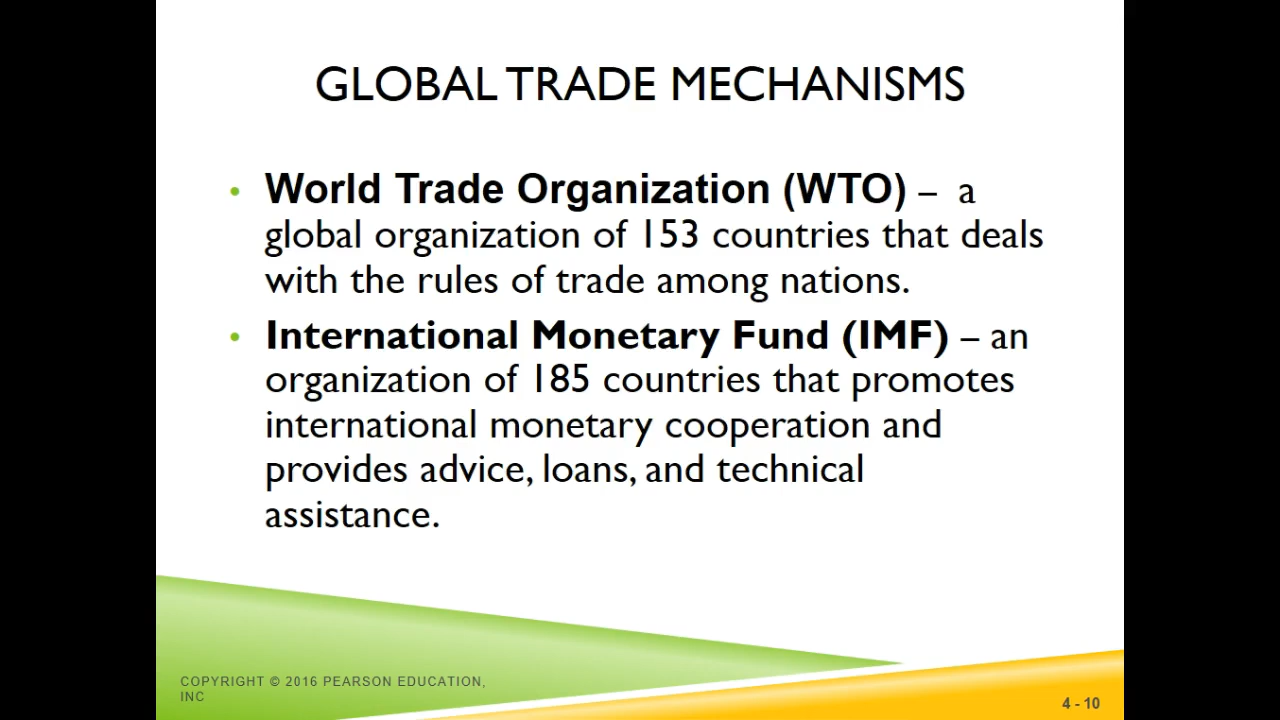 GLOBAL TRADE MECHANISMS
• World Trade Organization (WTO) – a
global organization of 153 countries that deals
with the rules of trade among nations.
• International Monetary Fund (IMF) – an
organization of 185 countries that promotes
international monetary cooperation and
provides advice, loans, and technical
assistance.
COPYRIGHT © 2016 PEARSON EDUCATION,
INC
4 - 10